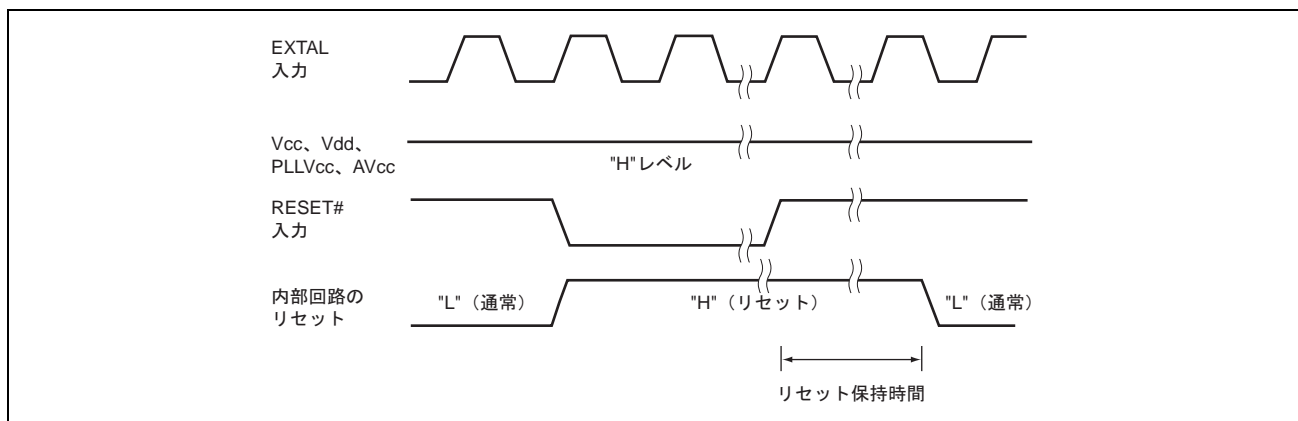 EXTAL
入力
Vcc、Vdd、
PLLVcc、AVcc
"H"レベル
RESET#
入力
内部回路の
リセット
"L"（通常）
"H"（リセット）
"L"（通常）
リセット保持時間